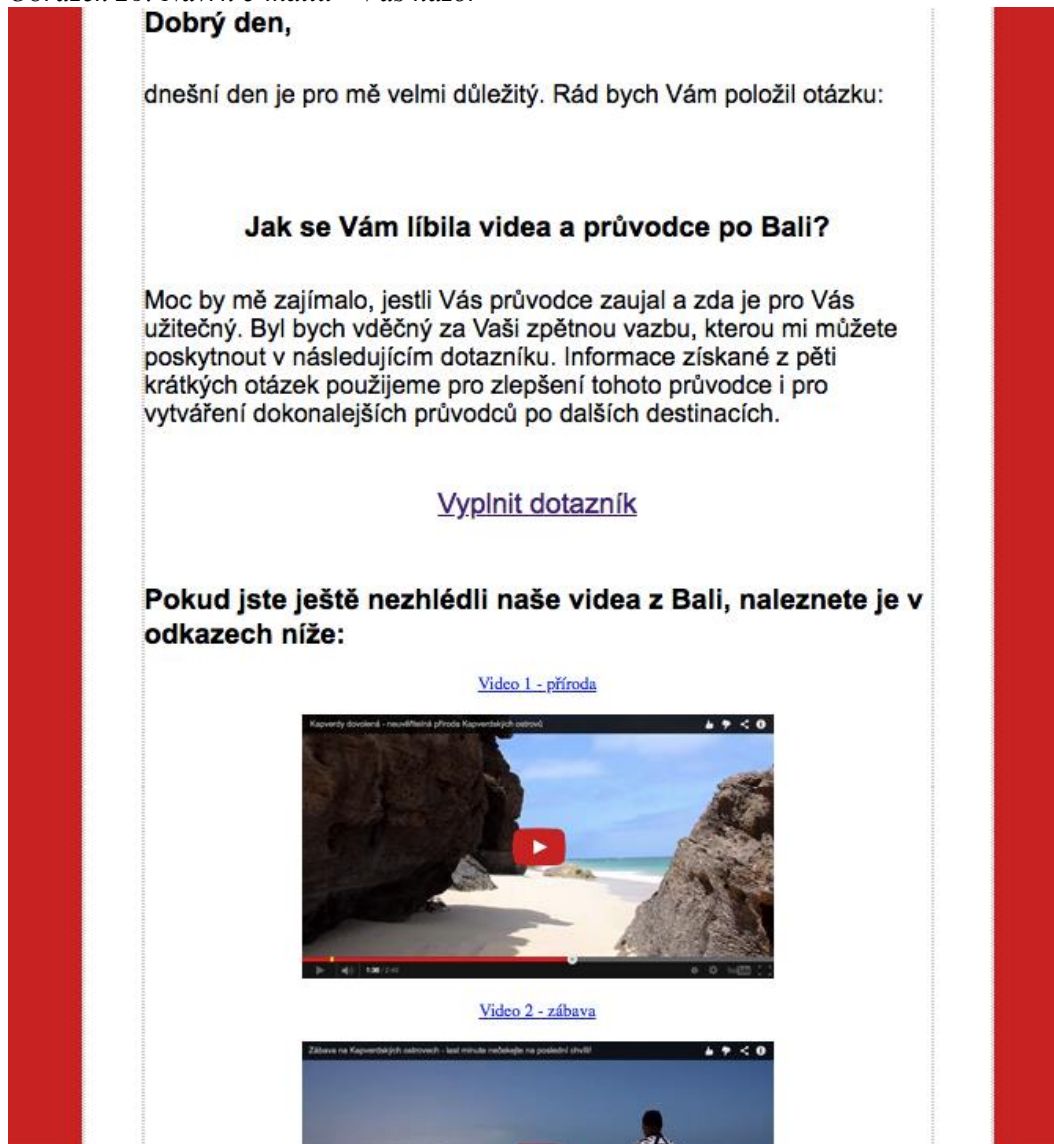 Dobrý den,
dnešní den je pro mě velmi důležitý. Rád bych Vám položil otázku:
Jak se Vám líbila videa a průvodce po Bali?
Moc by mě zajímalo, jestli Vás průvodce zaujal a zda je pro Vás
užitečný. Byl bych vděčný za Vaši zpětnou vazbu, kterou mi můžete
poskytnout v následujícím dotazníku. Informace získané z pěti
krátkých otázek použijeme pro zlepšení tohoto průvodce i pro
vytváření dokonalejších průvodců po dalších destinacích.
Vyplnit dotazník
Pokud jste ještě nezhlédli naše videa z Bali, naleznete je v
odkazech níže:
Video 1 - příroda
Kapverdy dovolená - neuvěřitelná příroda Kapverdských ostrovů
1:36 / 2:40
YouTube
Video 2 - zábava
Zábava na Kapverdských ostrovech - last minute nečekejte na poslední chvíli!